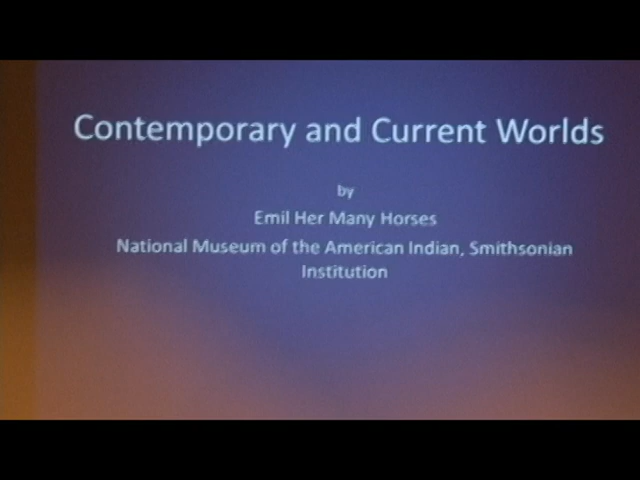 Contemporary and Current Worlds
by
Emil Her Many Horses
National Museum of the American Indian, Smithsonian
Institution